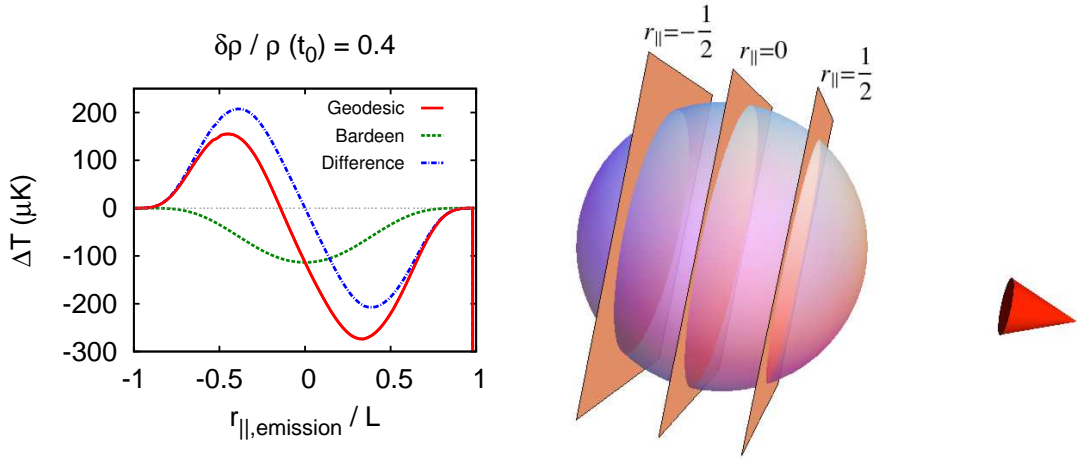 δρ / ρ (t₀) = 0.4
Geodesic
Bardeen
Difference
200
100
0
-100
-200
-300
ΔT (μK)
-1
-0.5
0
0.5
1
r||,emission / L
r||=-1/2
r||=0
r||=1/2